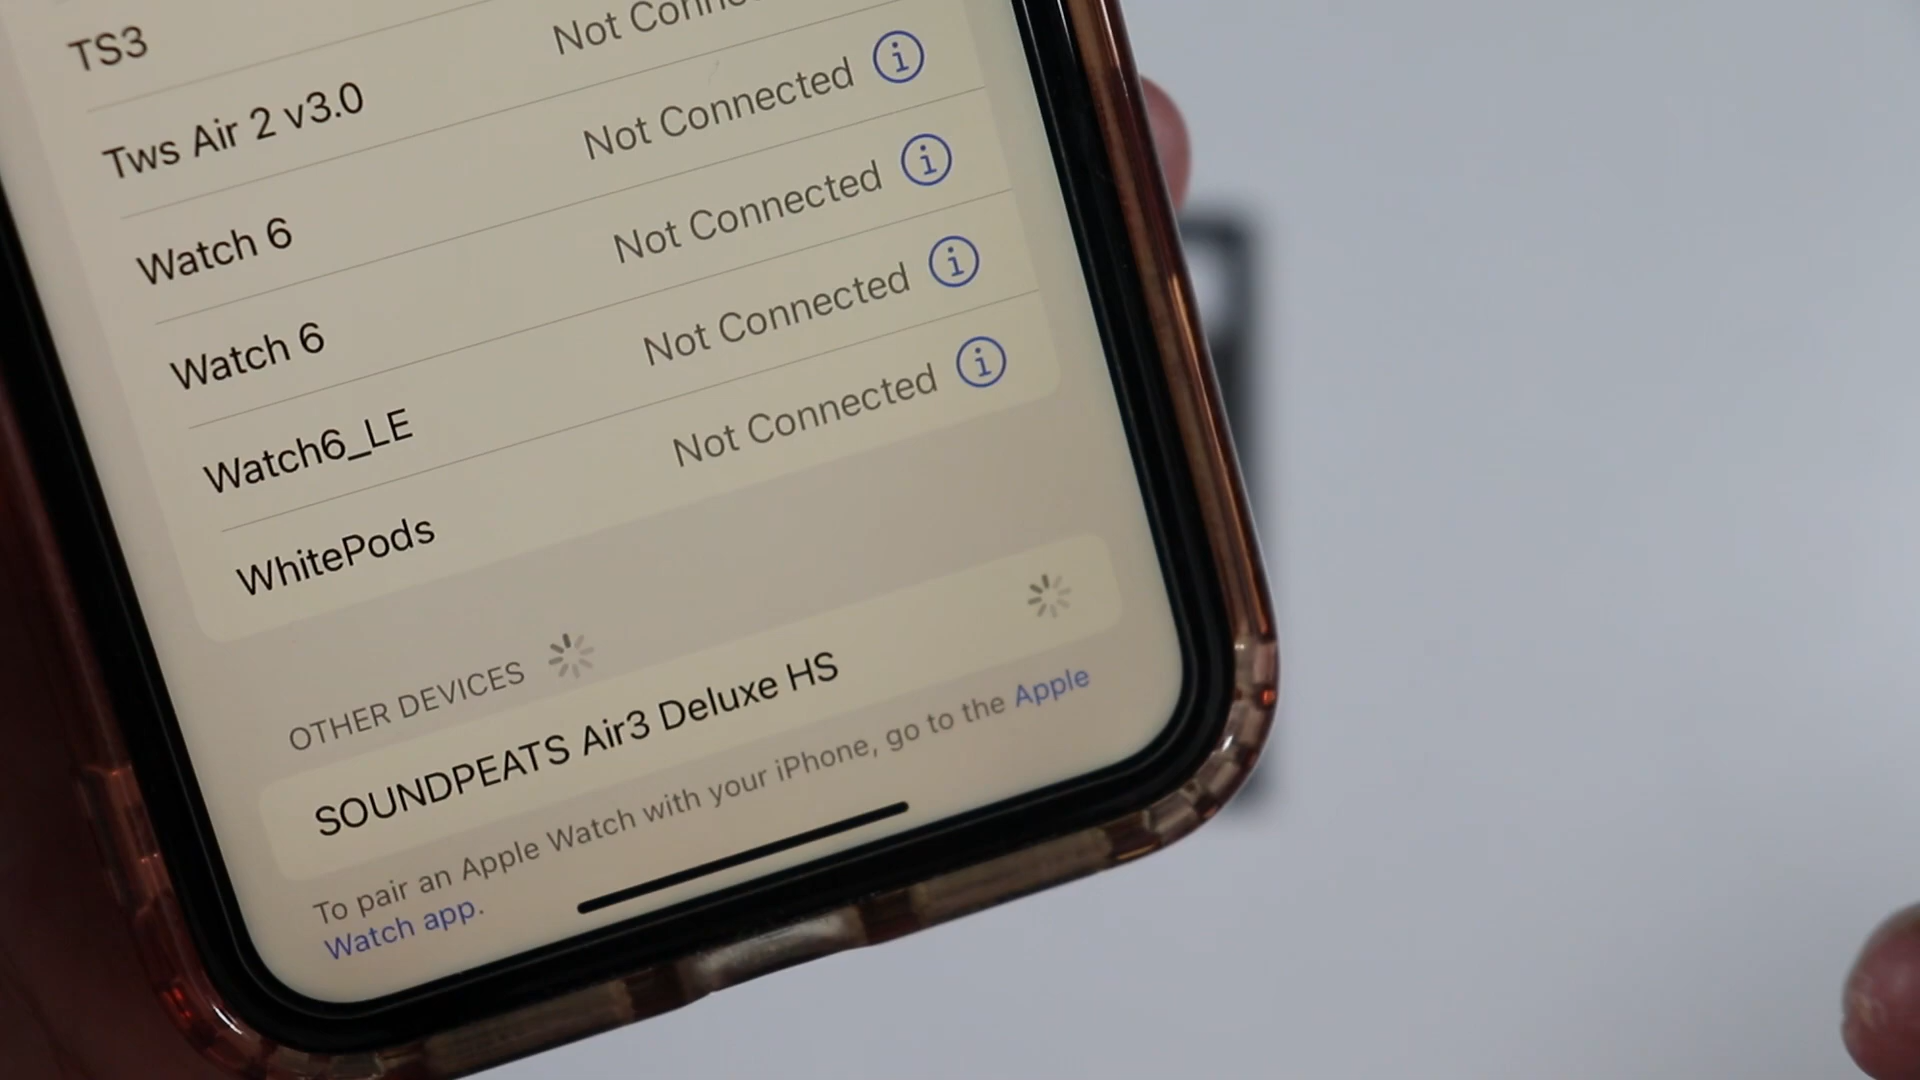 TS3
Not Conne
Tws Air 2 v3.0 Not Connected
Watch 6 Not Connected
Watch 6 Not Connected
Watch6_LE Not Connected
WhitePods
OTHER DEVICES
SOUNDPEATS Air3 Deluxe HS
To pair an Apple Watch with your iPhone, go to the Apple
Watch app.